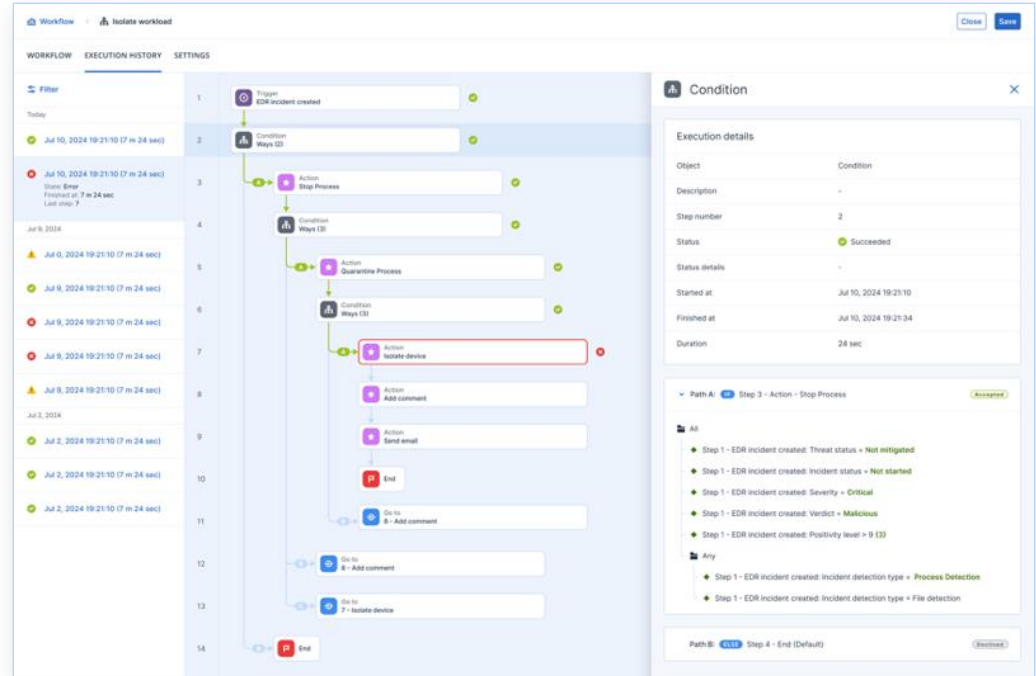 Workflow
Isolate workload
Close
Save
WORKFLOW
EXECUTION HISTORY
SETTINGS
Filter
Today
Jul 10, 2024 19:21:10 (7 m 24 sec)
Jul 10, 2024 19:21:10 (7 m 24 sec)
State: Error
Finished at: 7 m 24 sec
Last step: 7
Jul 9, 2024
Jul 0, 2024 19:21:10 (7 m 24 sec)
Jul 9, 2024 19:21:10 (7 m 24 sec)
Jul 9, 2024 19:21:10 (7 m 24 sec)
Jul 9, 2024 19:21:10 (7 m 24 sec)
Jul 9, 2024 19:21:10 (7 m 24 sec)
Jul 2, 2024
Jul 2, 2024 19:21:10 (7 m 24 sec)
Jul 2, 2024 19:21:10 (7 m 24 sec)
Jul 2, 2024 19:21:10 (7 m 24 sec)
1
Trigger
EDR incident created
2
Condition
Ways (2)
3
A
Action
Stop Process
4
Condition
Ways (3)
5
A
Action
Quarantine Process
6
Condition
Ways (3)
7
A
Action
Isolate device
8
Action
Add comment
9
Action
Send email
10
End
11
Go to
8 - Add comment
12
Go to
8 - Add comment
13
Go to
7 - Isolate device
14
End
Condition
Execution details
Object Condition
Description -
Step number 2
Status Succeeded
Status details -
Started at Jul 10, 2024 19:21:10
Finished at Jul 10, 2024 19:21:34
Duration 24 sec
Path A: IF Step 3 - Action - Stop Process Accepted
All
Step 1 - EDR incident created: Threat status = Not mitigated
Step 1 - EDR incident created: Incident status = Not started
Step 1 - EDR incident created: Severity = Critical
Step 1 - EDR incident created: Verdict = Malicious
Step 1 - EDR incident created: Positivity level > 9
Any
Step 1 - EDR incident created: Incident detection type = Process Detection
Step 1 - EDR incident created: Incident detection type = File detection
Path B: ELSE Step 4 - End (Default) Declined